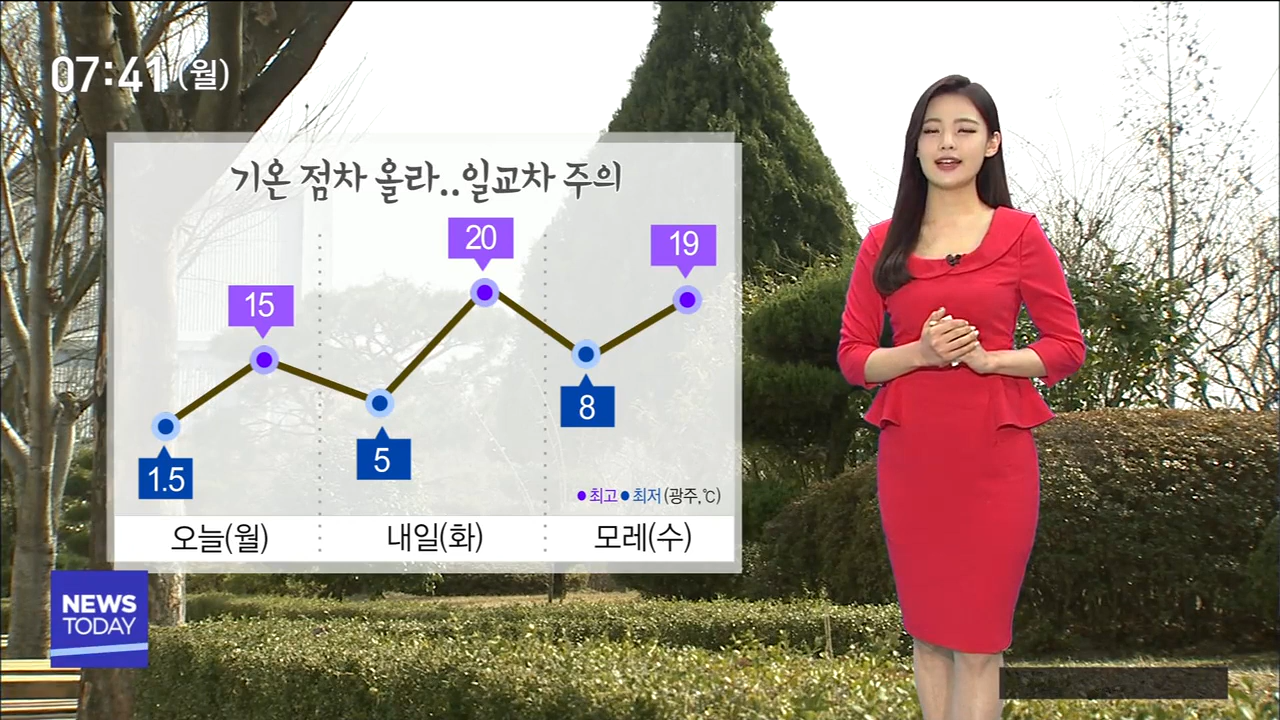 07:41 (월)
기온 점차 올라..일교차 주의
20
19
15
8
5
1.5
최고 최저 (광주,℃)
오늘(월) 내일(화) 모레(수)
NEWS
TODAY